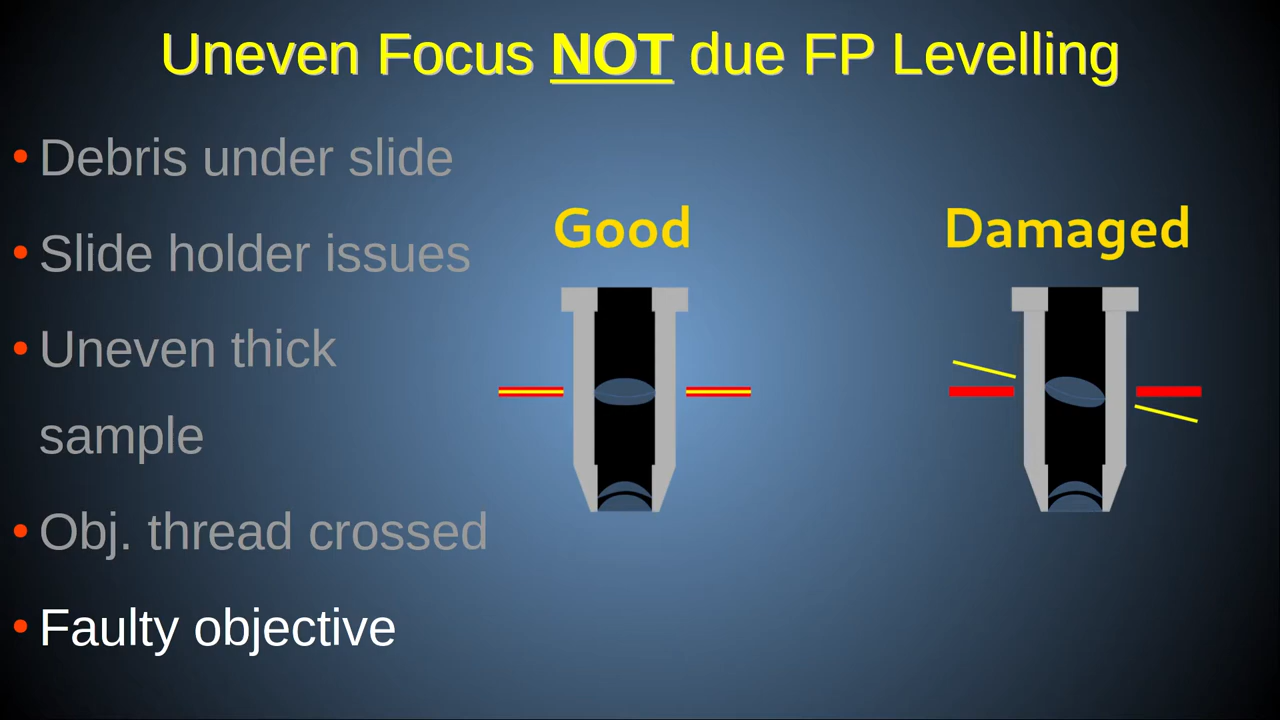 Uneven Focus NOT due FP Levelling
• Debris under slide
• Slide holder issues
• Uneven thick
sample
• Obj. thread crossed
• Faulty objective
Good
Damaged